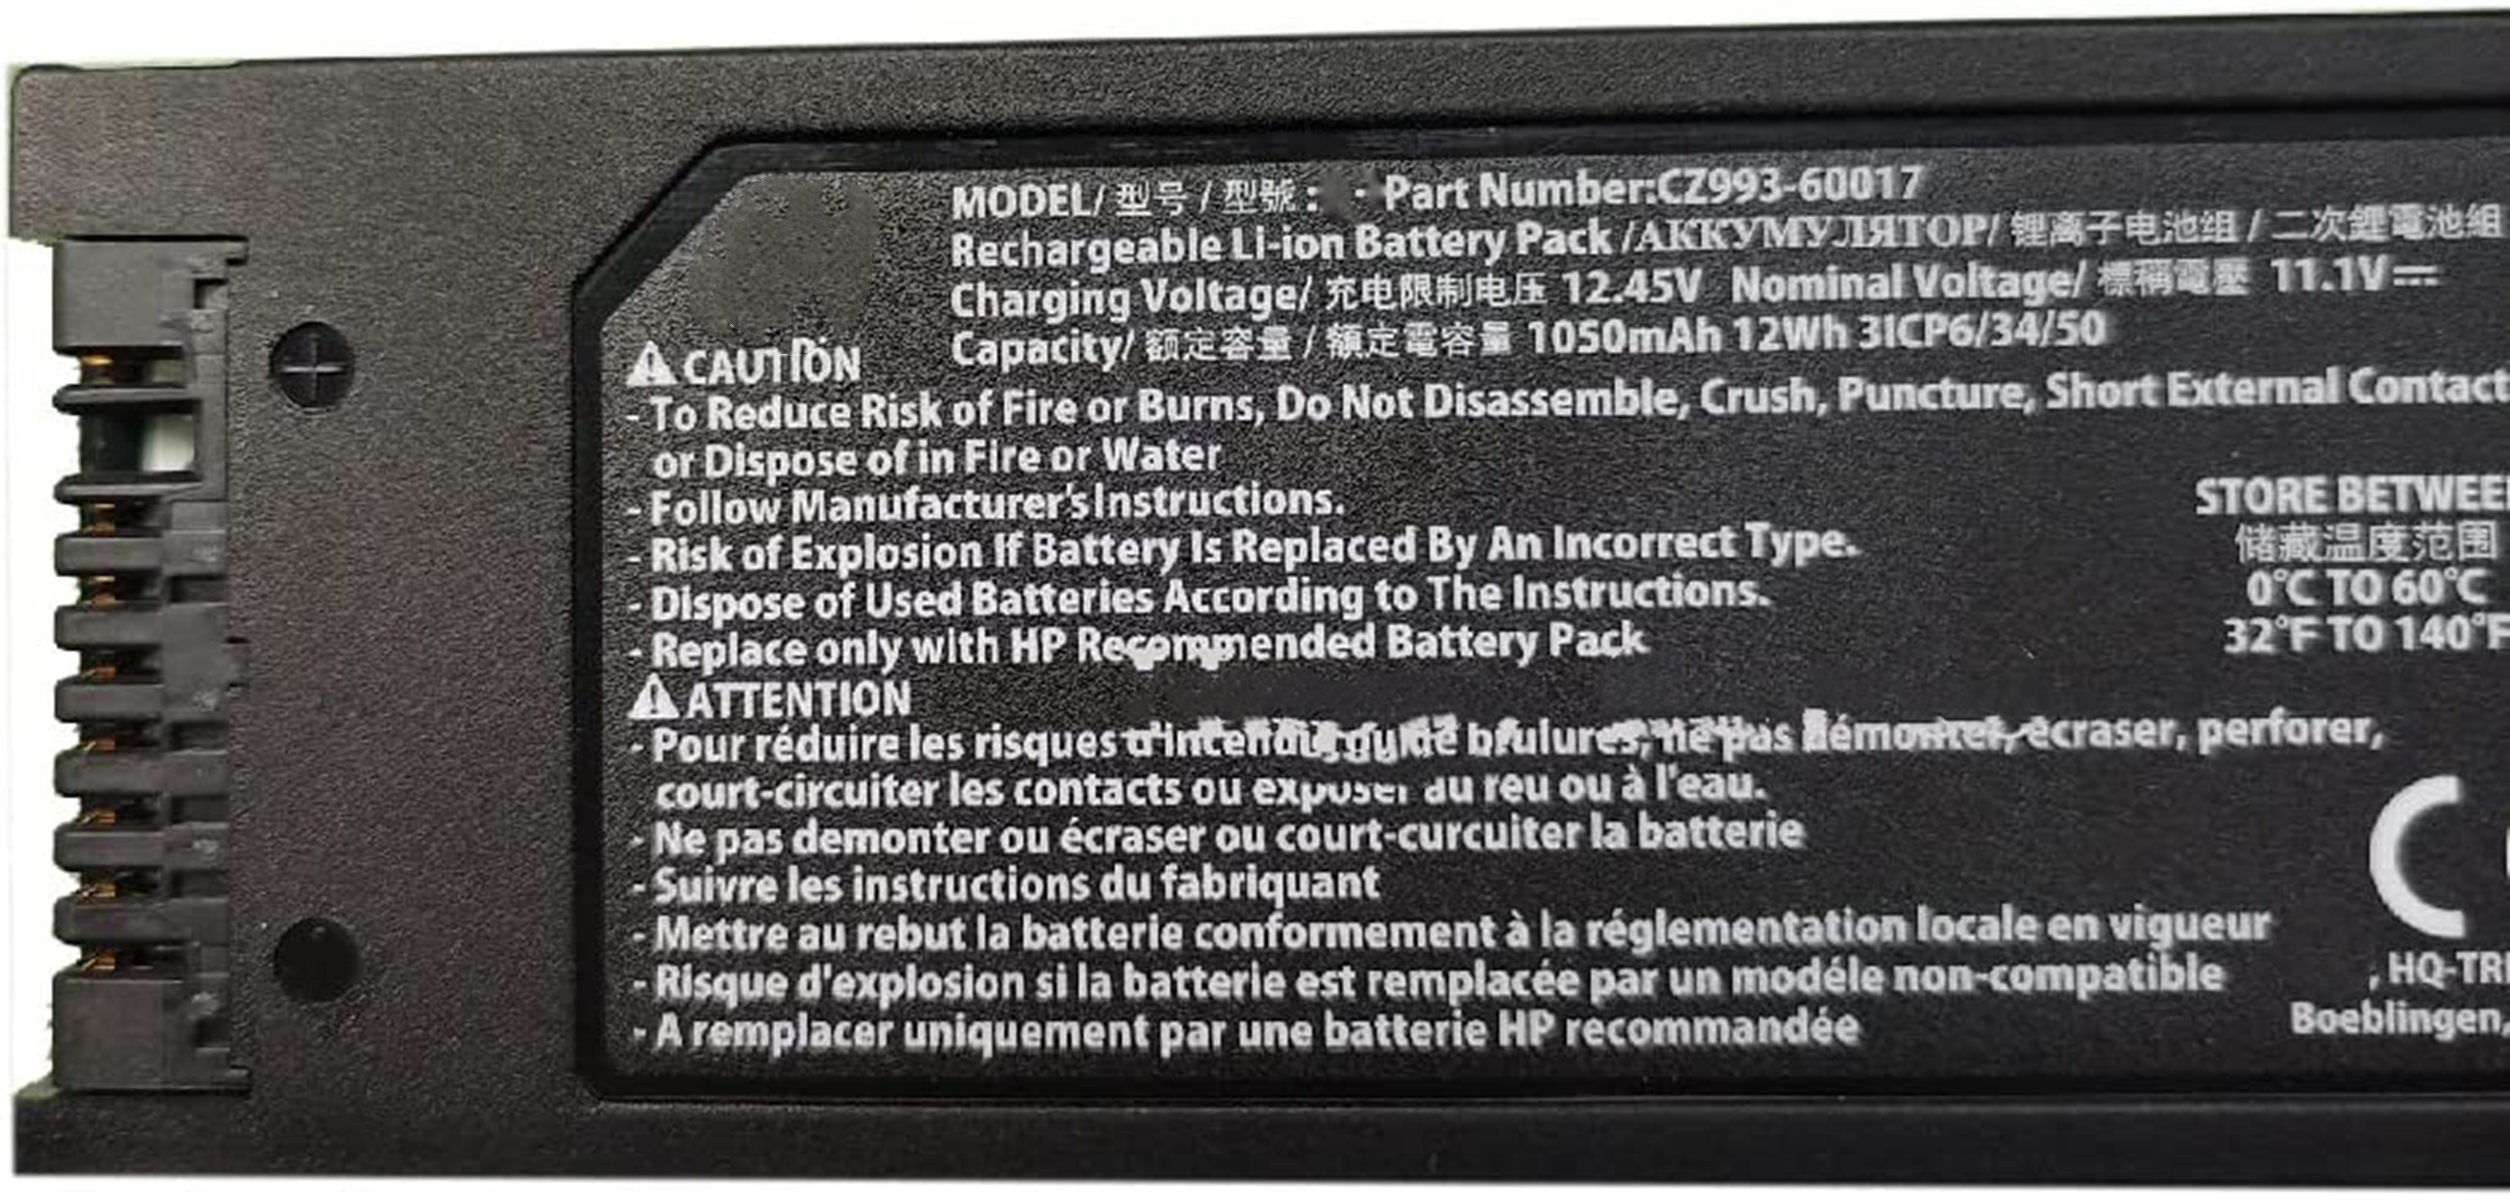 MODEL/ 型号 / 型號 : Part Number:CZ993-60017
Rechargeable Li-ion Battery Pack /АККУМУЛЯТОР/ 锂离子电池组 / 二次鋰電池組
Charging Voltage/ 充电限制电压 12.45V Nominal Voltage/ 標稱電壓 11.1V⎓
Capacity/ 额定容量 / 額定電容量 1050mAh 12Wh 3ICP6/34/50
⚠ CAUTION
- To Reduce Risk of Fire or Burns, Do Not Disassemble, Crush, Puncture, Short External Contact
or Dispose of in Fire or Water
- Follow Manufacturer's Instructions.
- Risk of Explosion If Battery Is Replaced By An Incorrect Type.
- Dispose of Used Batteries According to The Instructions.
- Replace only with HP Recommended Battery Pack
STORE BETWEE
储藏温度范围
0°C TO 60°C
32°F TO 140°F
⚠ ATTENTION
- Pour réduire les risques brulures, ne pas écraser, perforer,
court-circuiter les contacts ou au reu ou à l'eau.
- Ne pas demonter ou écraser ou court-curcuiter la batterie
- Suivre les instructions du fabriquant
- Mettre au rebut la batterie conformement à la réglementation locale en vigueur
- Risque d'explosion si la batterie est remplacée par un modéle non-compatible
- A remplacer uniquement par une batterie HP recommandée
C
, HQ-TRE
Boeblingen,